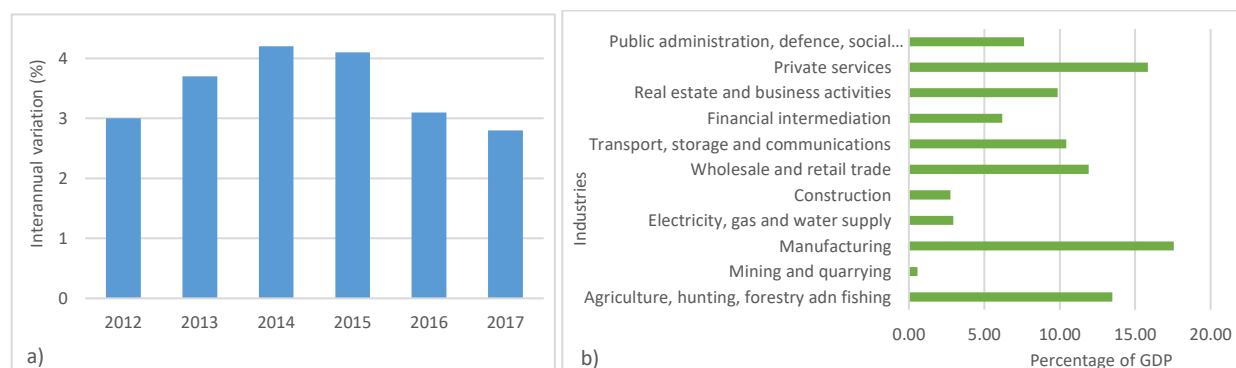 Interannual variation (%)
4
3
2
1
0
2012 2013 2014 2015 2016 2017
a)
Industries
Public administration, defence, social…
Private services
Real estate and business activities
Financial intermediation
Transport, storage and communications
Wholesale and retail trade
Construction
Electricity, gas and water supply
Manufacturing
Mining and quarrying
Agriculture, hunting, forestry adn fishing
0.00 5.00 10.00 15.00 20.00
Percentage of GDP
b)